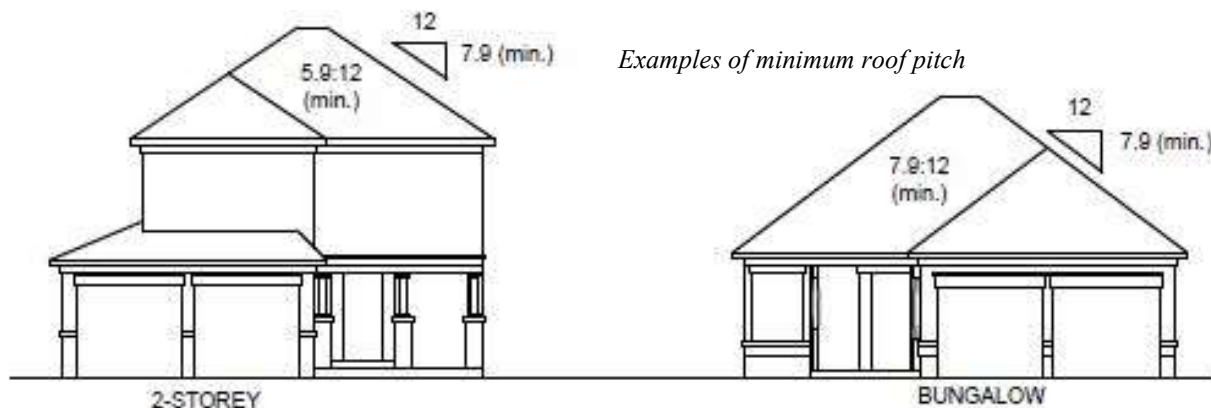 12
7.9 (min.)
5.9:12
(min.)
Examples of minimum roof pitch
12
7.9 (min.)
7.9:12
(min.)
2-STOREY
BUNGALOW